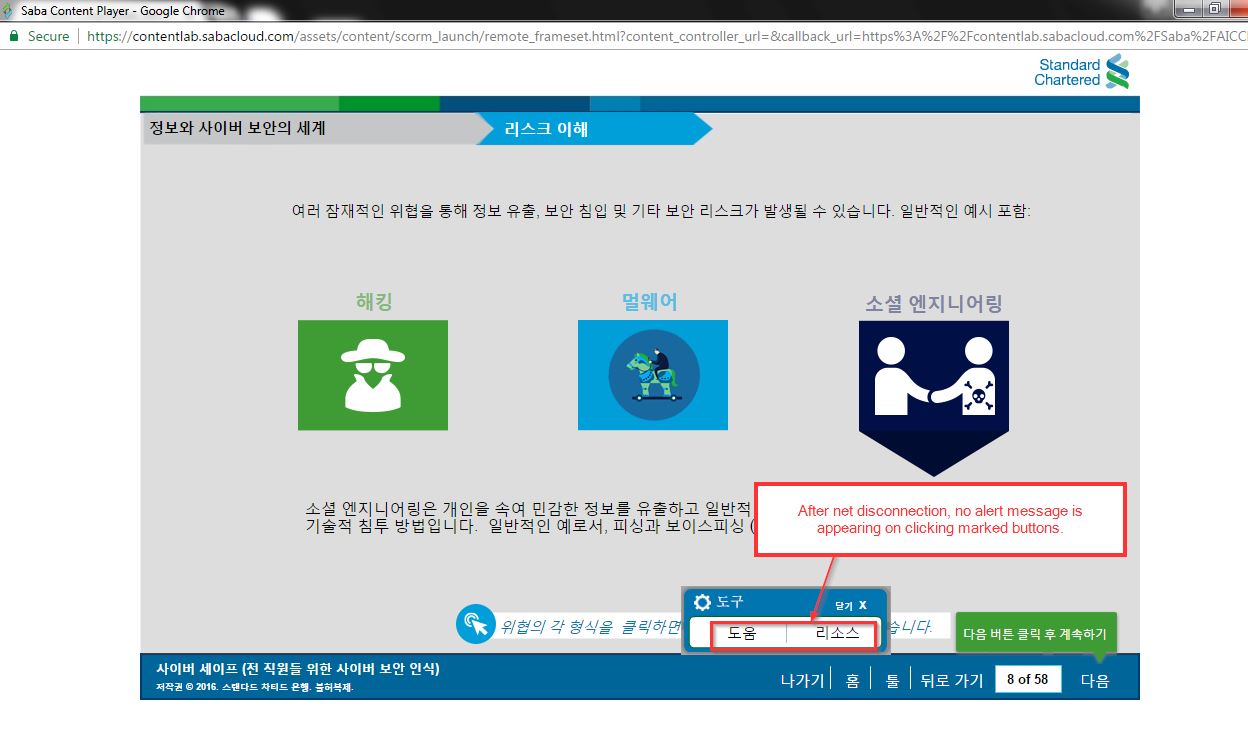 Saba Content Player - Google Chrome
Secure https://contentlab.sabacloud.com/assets/content/scorm_launch/remote_frameset.html?content_controller_url=&callback_url=https%3A%2F%2Fcontentlab.sabacloud.com%2FSaba%2FAICC
Standard
Chartered
정보와 사이버 보안의 세계 리스크 이해
여러 잠재적인 위협을 통해 정보 유출, 보안 침입 및 기타 보안 리스크가 발생될 수 있습니다. 일반적인 예시 포함:
해킹 멀웨어 소셜 엔지니어링
소셜 엔지니어링은 개인을 속여 민감한 정보를 유출하고 일반적
기술적 침투 방법입니다. 일반적인 예로서, 피싱과 보이스피싱 (
After net disconnection, no alert message is
appearing on clicking marked buttons.
도구 닫기 X
위협의 각 형식을 클릭하면 도움 리소스 습니다. 다음 버튼 클릭 후 계속하기
사이버 세이프 (전 직원들 위한 사이버 보안 인식)
저작권 © 2016. 스탠다드 차티드 은행. 불허복제.
나가기 홈 툴 뒤로 가기 8 of 58 다음